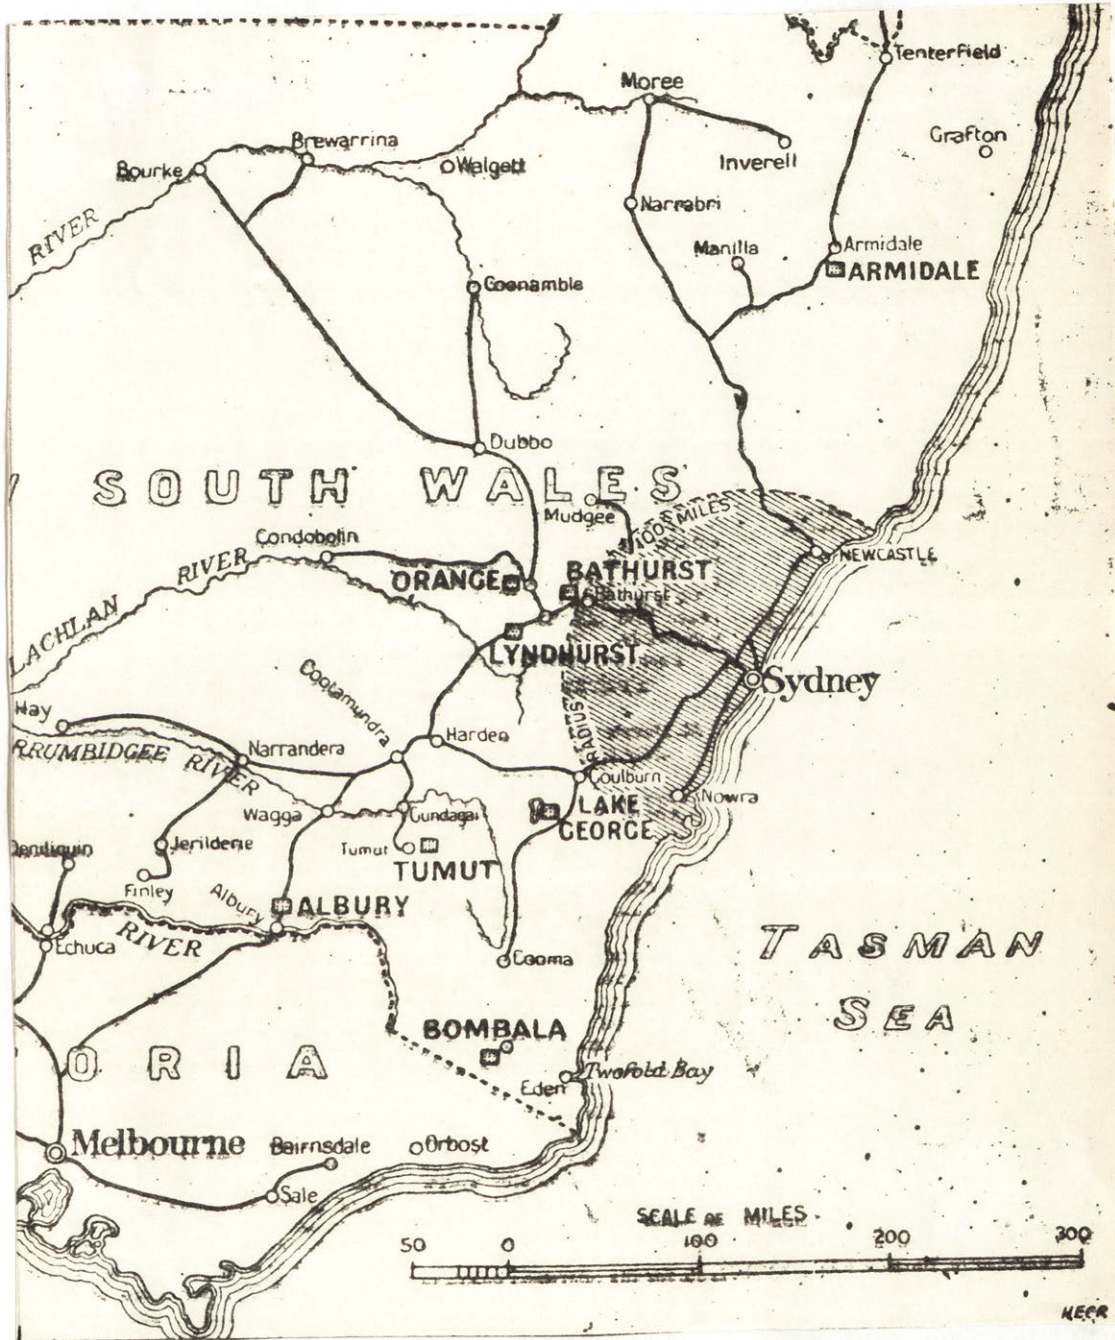 Tenterfield
Moree
Grafton
Inverell
Brewarrina
Bourke
Walgett
Narrabri
RIVER
Manilla
Armidale
ARMIDALE
Coonamble
Dubbo
SOUTH WALES
Mudgee
100 MILES
Condobolin
NEWCASTLE
RIVER
ORANGE
BATHURST
Bathurst
LACHLAN
LYNDHURST
Sydney
Cootamundra
RADIUS
Hay
Harden
RRUMBIDGEE RIVER
Narrandera
Goulburn
Nowra
Wagga
Gundagai
LAKE
GEORGE
Jerilderie
Tumut
TUMUT
Deniliquin
Finley
Albury
ALBURY
RIVER
Echuca
Cooma
TASMAN
SEA
BOMBALA
ORIA
Twofold Bay
Eden
Melbourne
Bairnsdale
Orbost
Sale
SCALE OF MILES
50 0 100 200 300